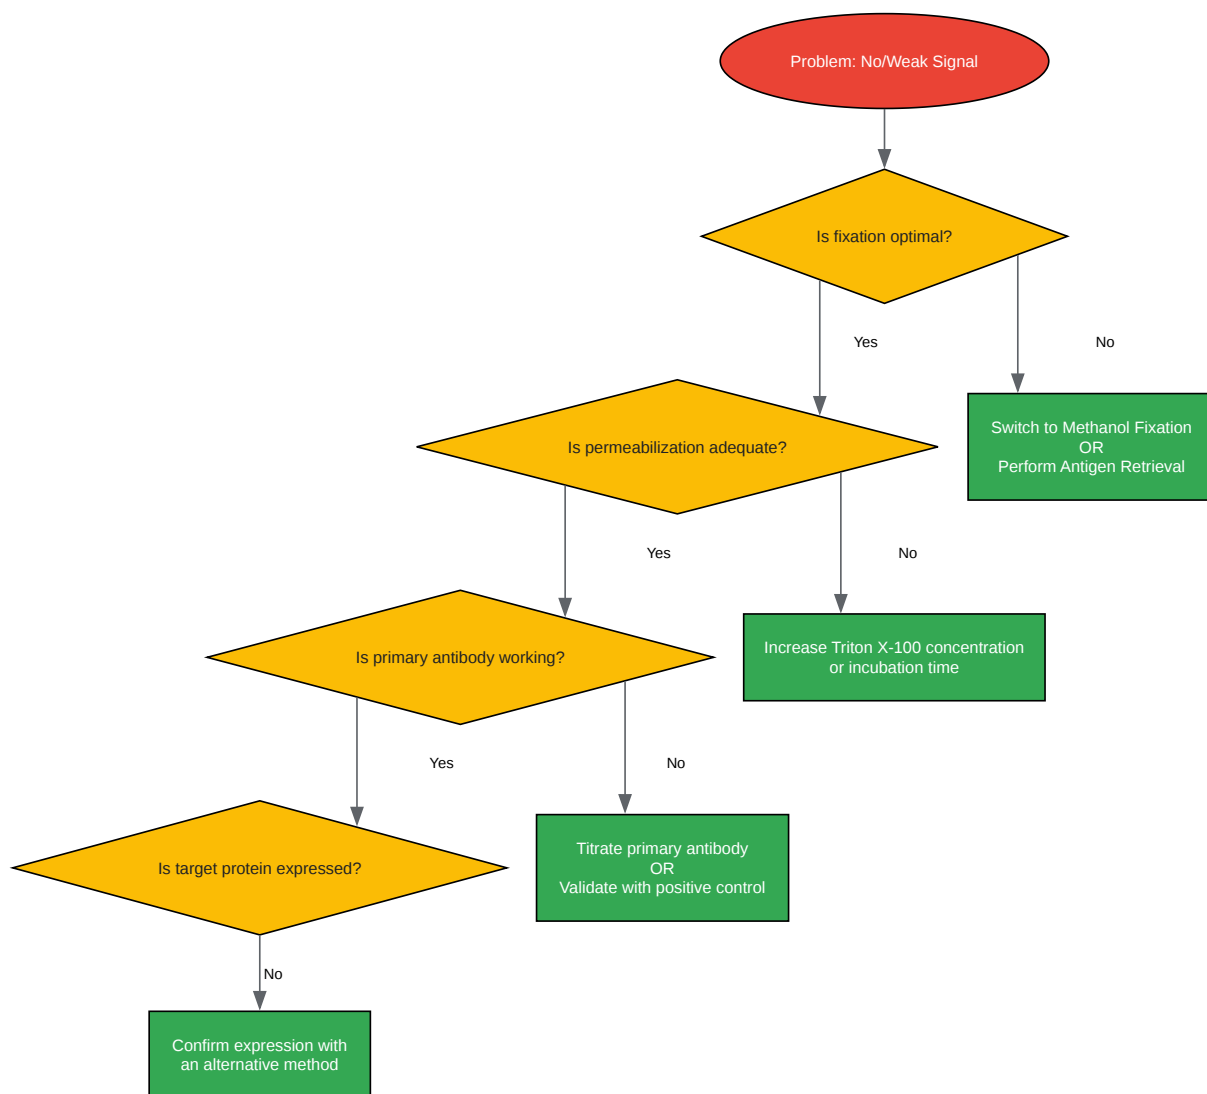 Problem: No/Weak Signal
Is fixation optimal?
Yes
No
Switch to Methanol Fixation
OR
Perform Antigen Retrieval
Is permeabilization adequate?
Yes
No
Increase Triton X-100 concentration
or incubation time
Is primary antibody working?
Yes
No
Titrate primary antibody
OR
Validate with positive control
Is target protein expressed?
No
Confirm expression with
an alternative method